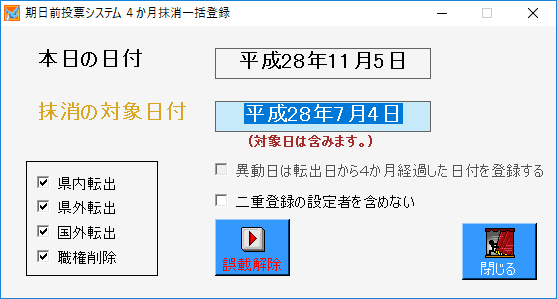 期日前投票システム 4か月抹消一括登録
本日の日付
平成28年11月5日
抹消の対象日付
平成28年7月4日
(対象日は含みます。)
異動日は転出日から4か月経過した日付を登録する
県内転出
県外転出
国外転出
職権削除
二重登録の設定者を含めない
誤載解除
閉じる